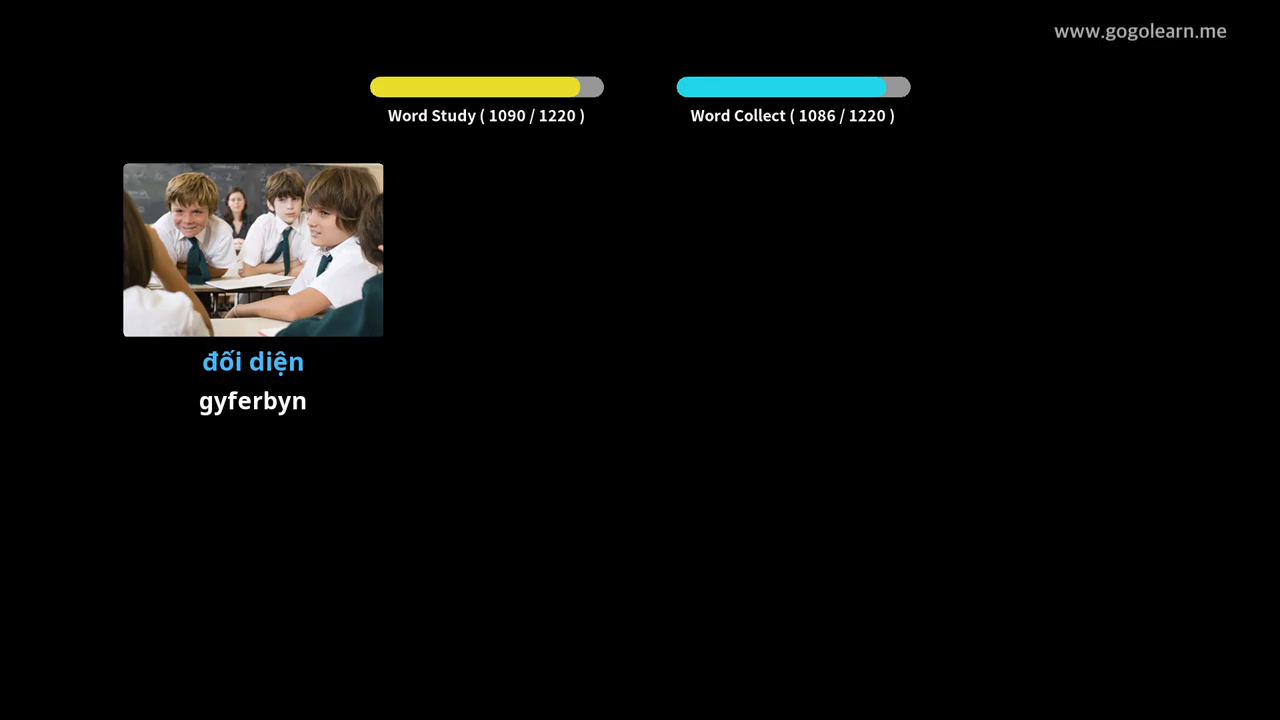 www.gogolearn.me
Word Study ( 1090 / 1220 )
Word Collect ( 1086 / 1220 )
đối diện
gyferbyn